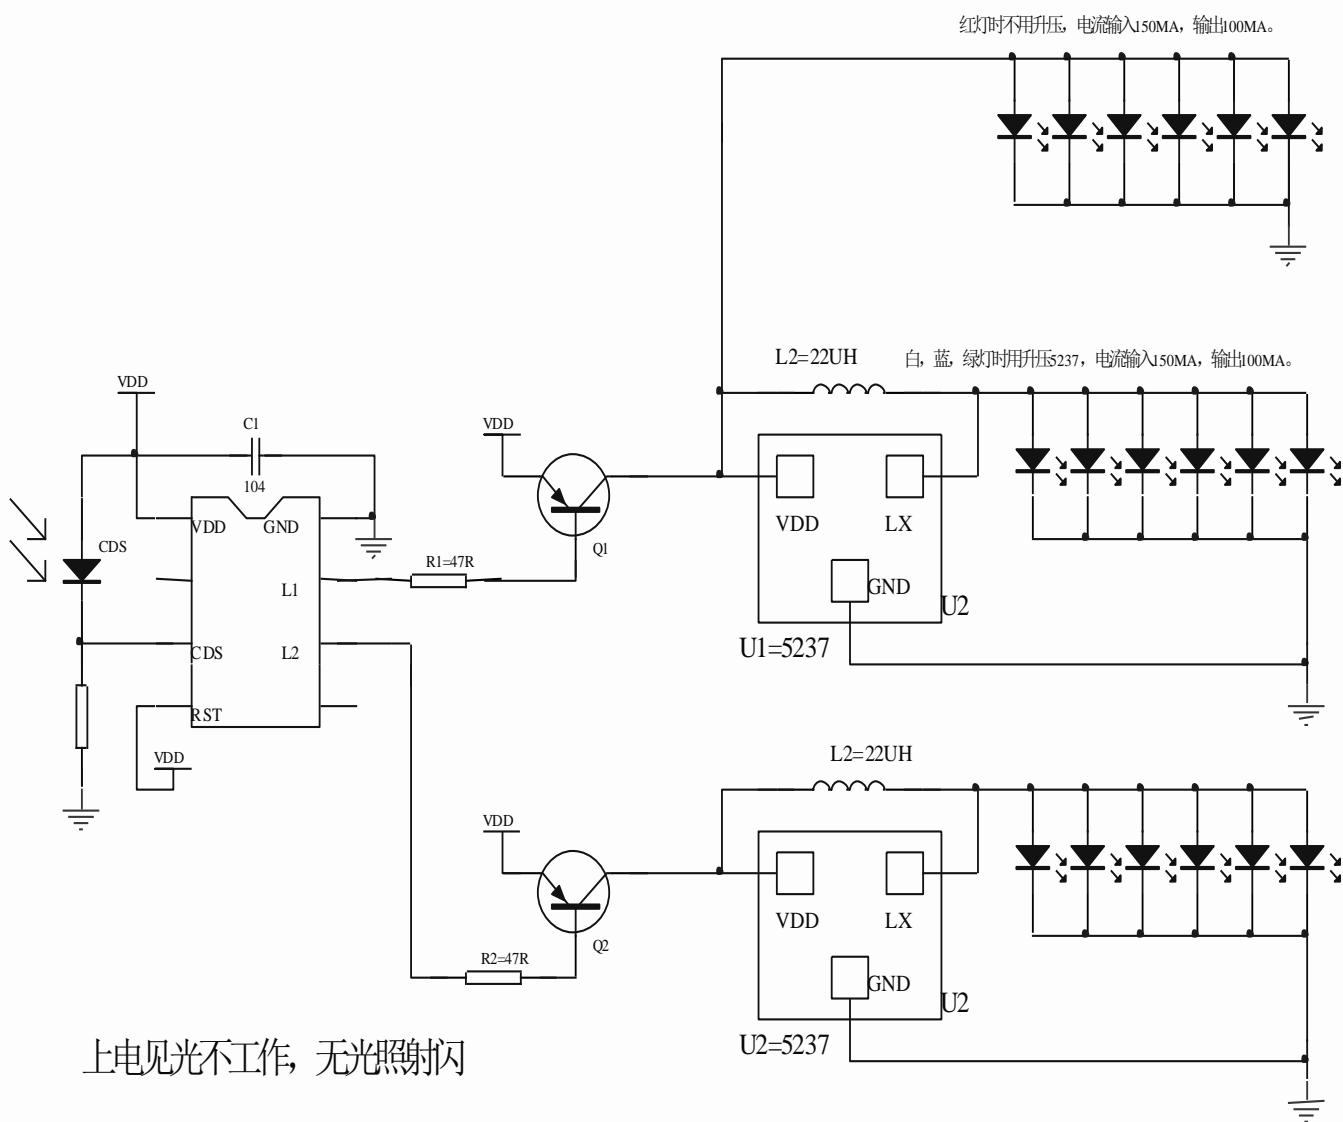 红灯时不用升压，电流输入150MA，输出100MA。
L2=22UH
白，蓝，绿灯时用升压5237，电流输入150MA，输出100MA。
VDD
C1
104
VDD
VDD GND
CDS
L1
CDS L2
RST
VDD
R1=47R
Q1
VDD LX
GND
U2
U1=5237
L2=22UH
VDD
R2=47R
Q2
VDD LX
GND
U2
U2=5237
上电见光不工作，无光照射闪